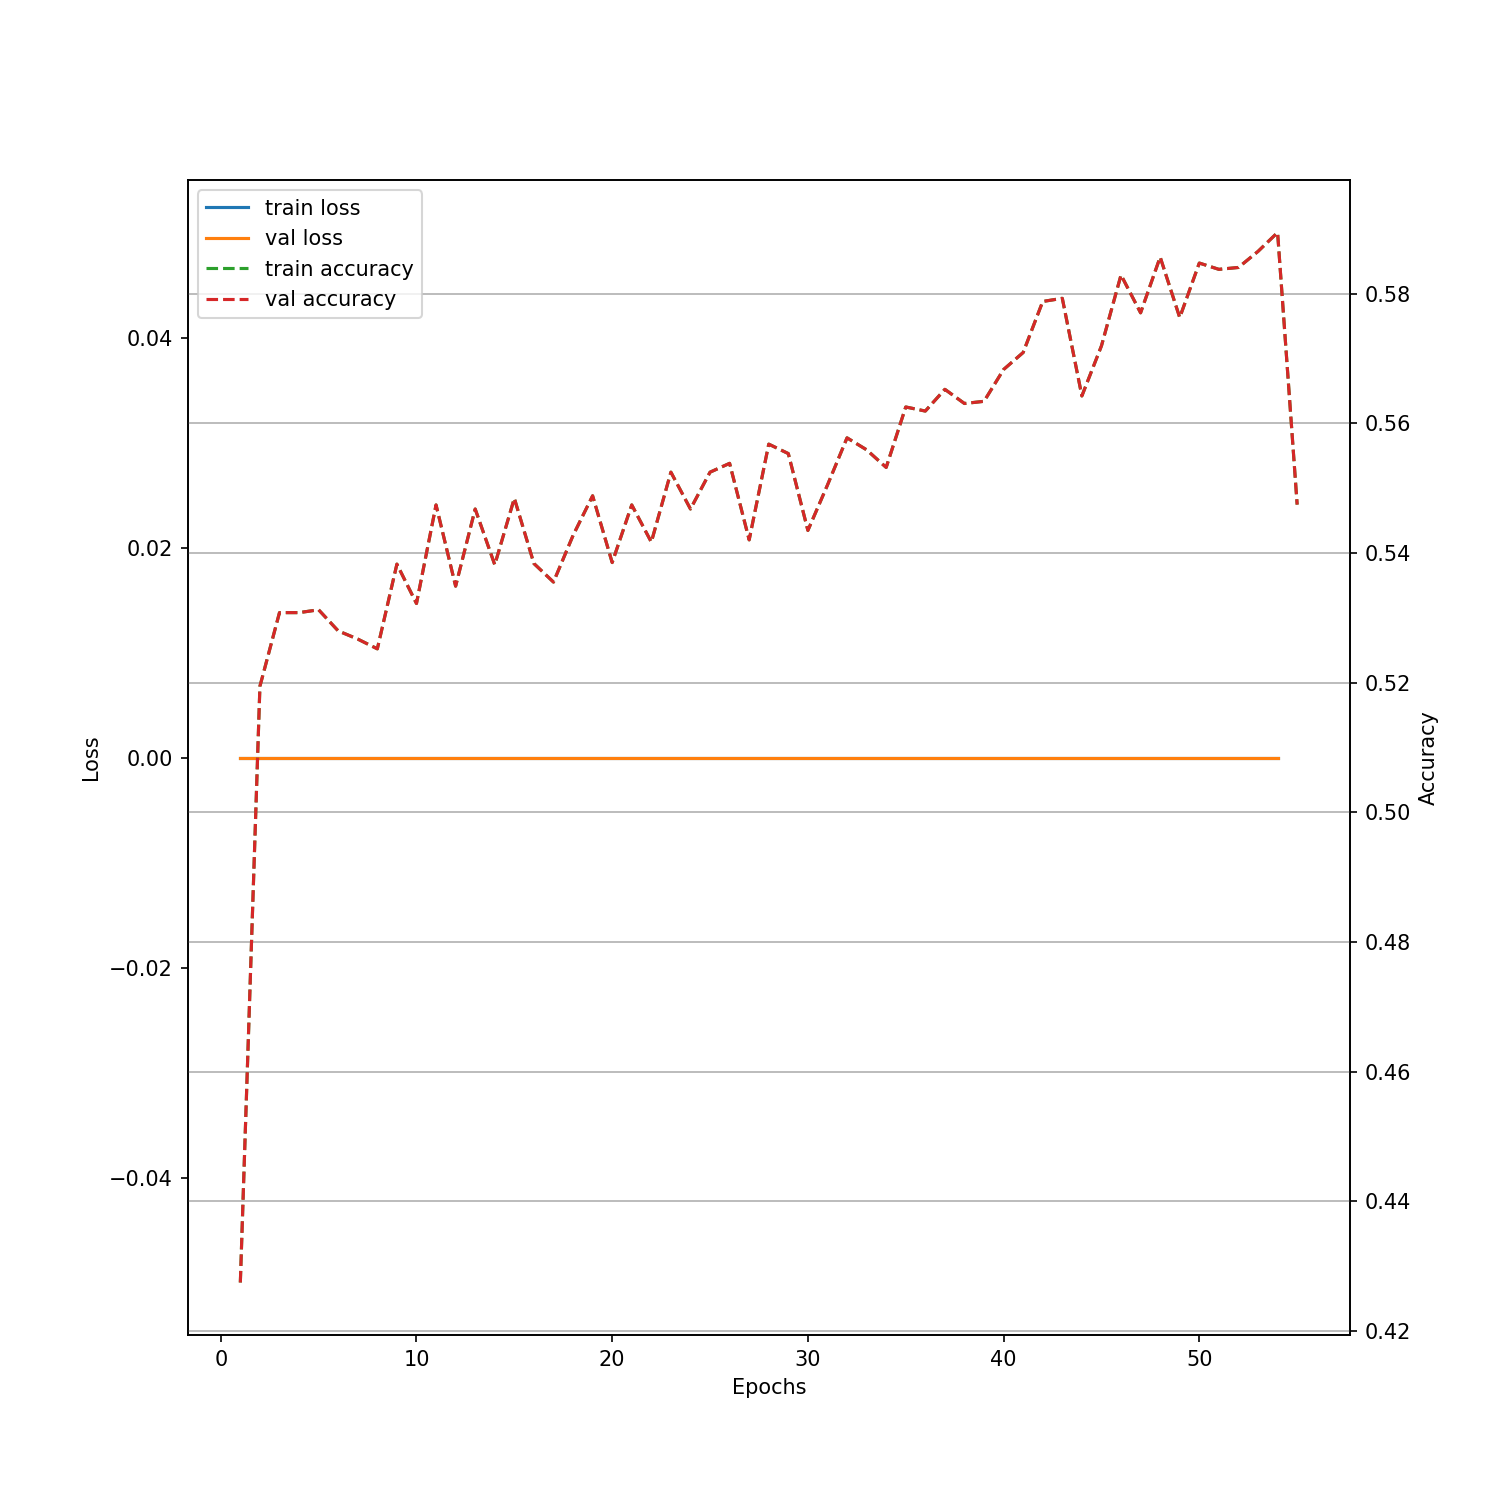 train loss
val loss
train accuracy
val accuracy
0.04
0.02
0.00
−0.02
−0.04
Loss
0.58
0.56
0.54
0.52
0.50
0.48
0.46
0.44
0.42
Accuracy
0 10 20 30 40 50
Epochs